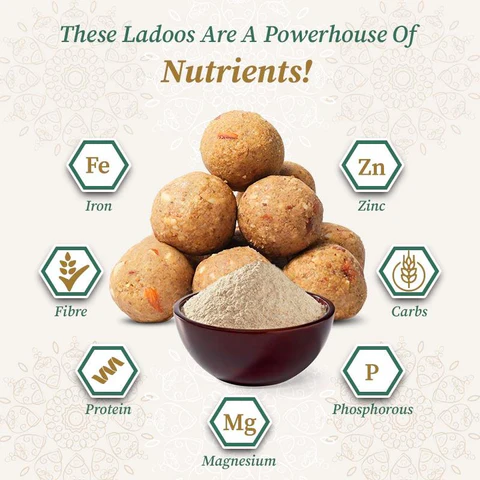 These Ladoos Are A Powerhouse Of
Nutrients!
Fe
Iron
Zn
Zinc
Fibre
Carbs
Protein
P
Phosphorous
Mg
Magnesium